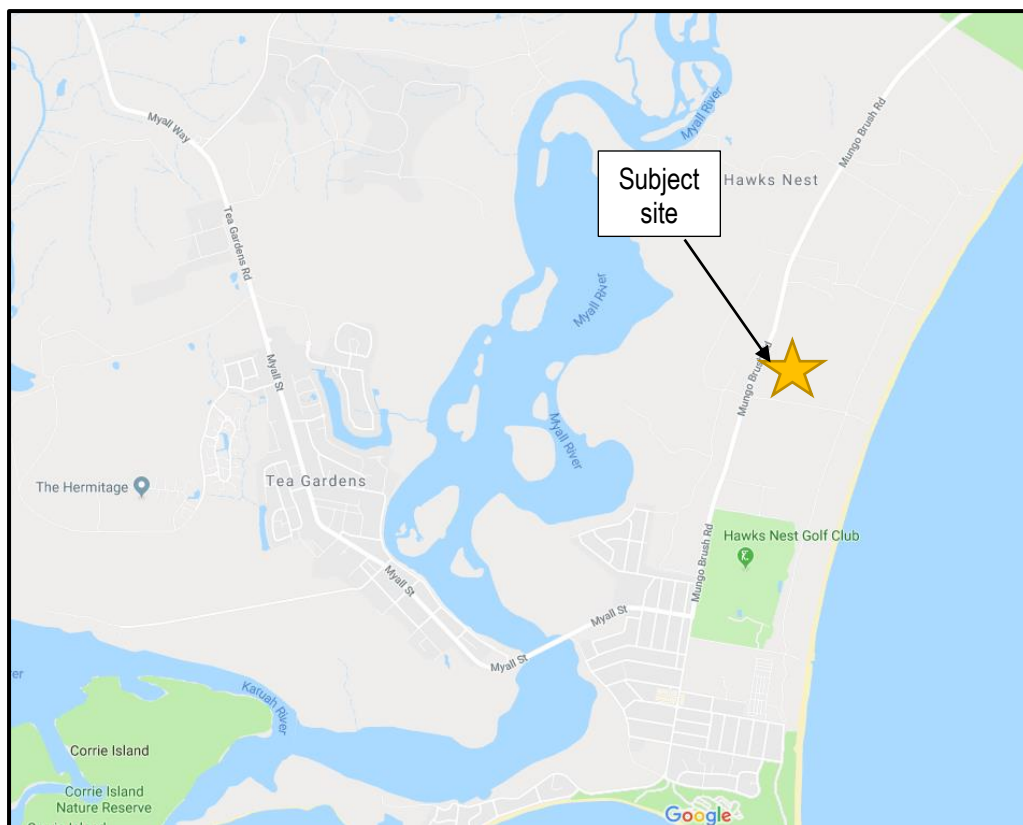 Myall River
Mungo Brush Rd
Myall Way
Subject
site
Hawks Nest
Tea Gardens Rd
Myall River
Myall St
Mungo Brush Rd
Myall River
Tea Gardens
The Hermitage
Hawks Nest Golf Club
Mungo Brush Rd
Myall St
Myall St
Myall St
Karuah River
Corrie Island
Corrie Island
Nature Reserve
Google